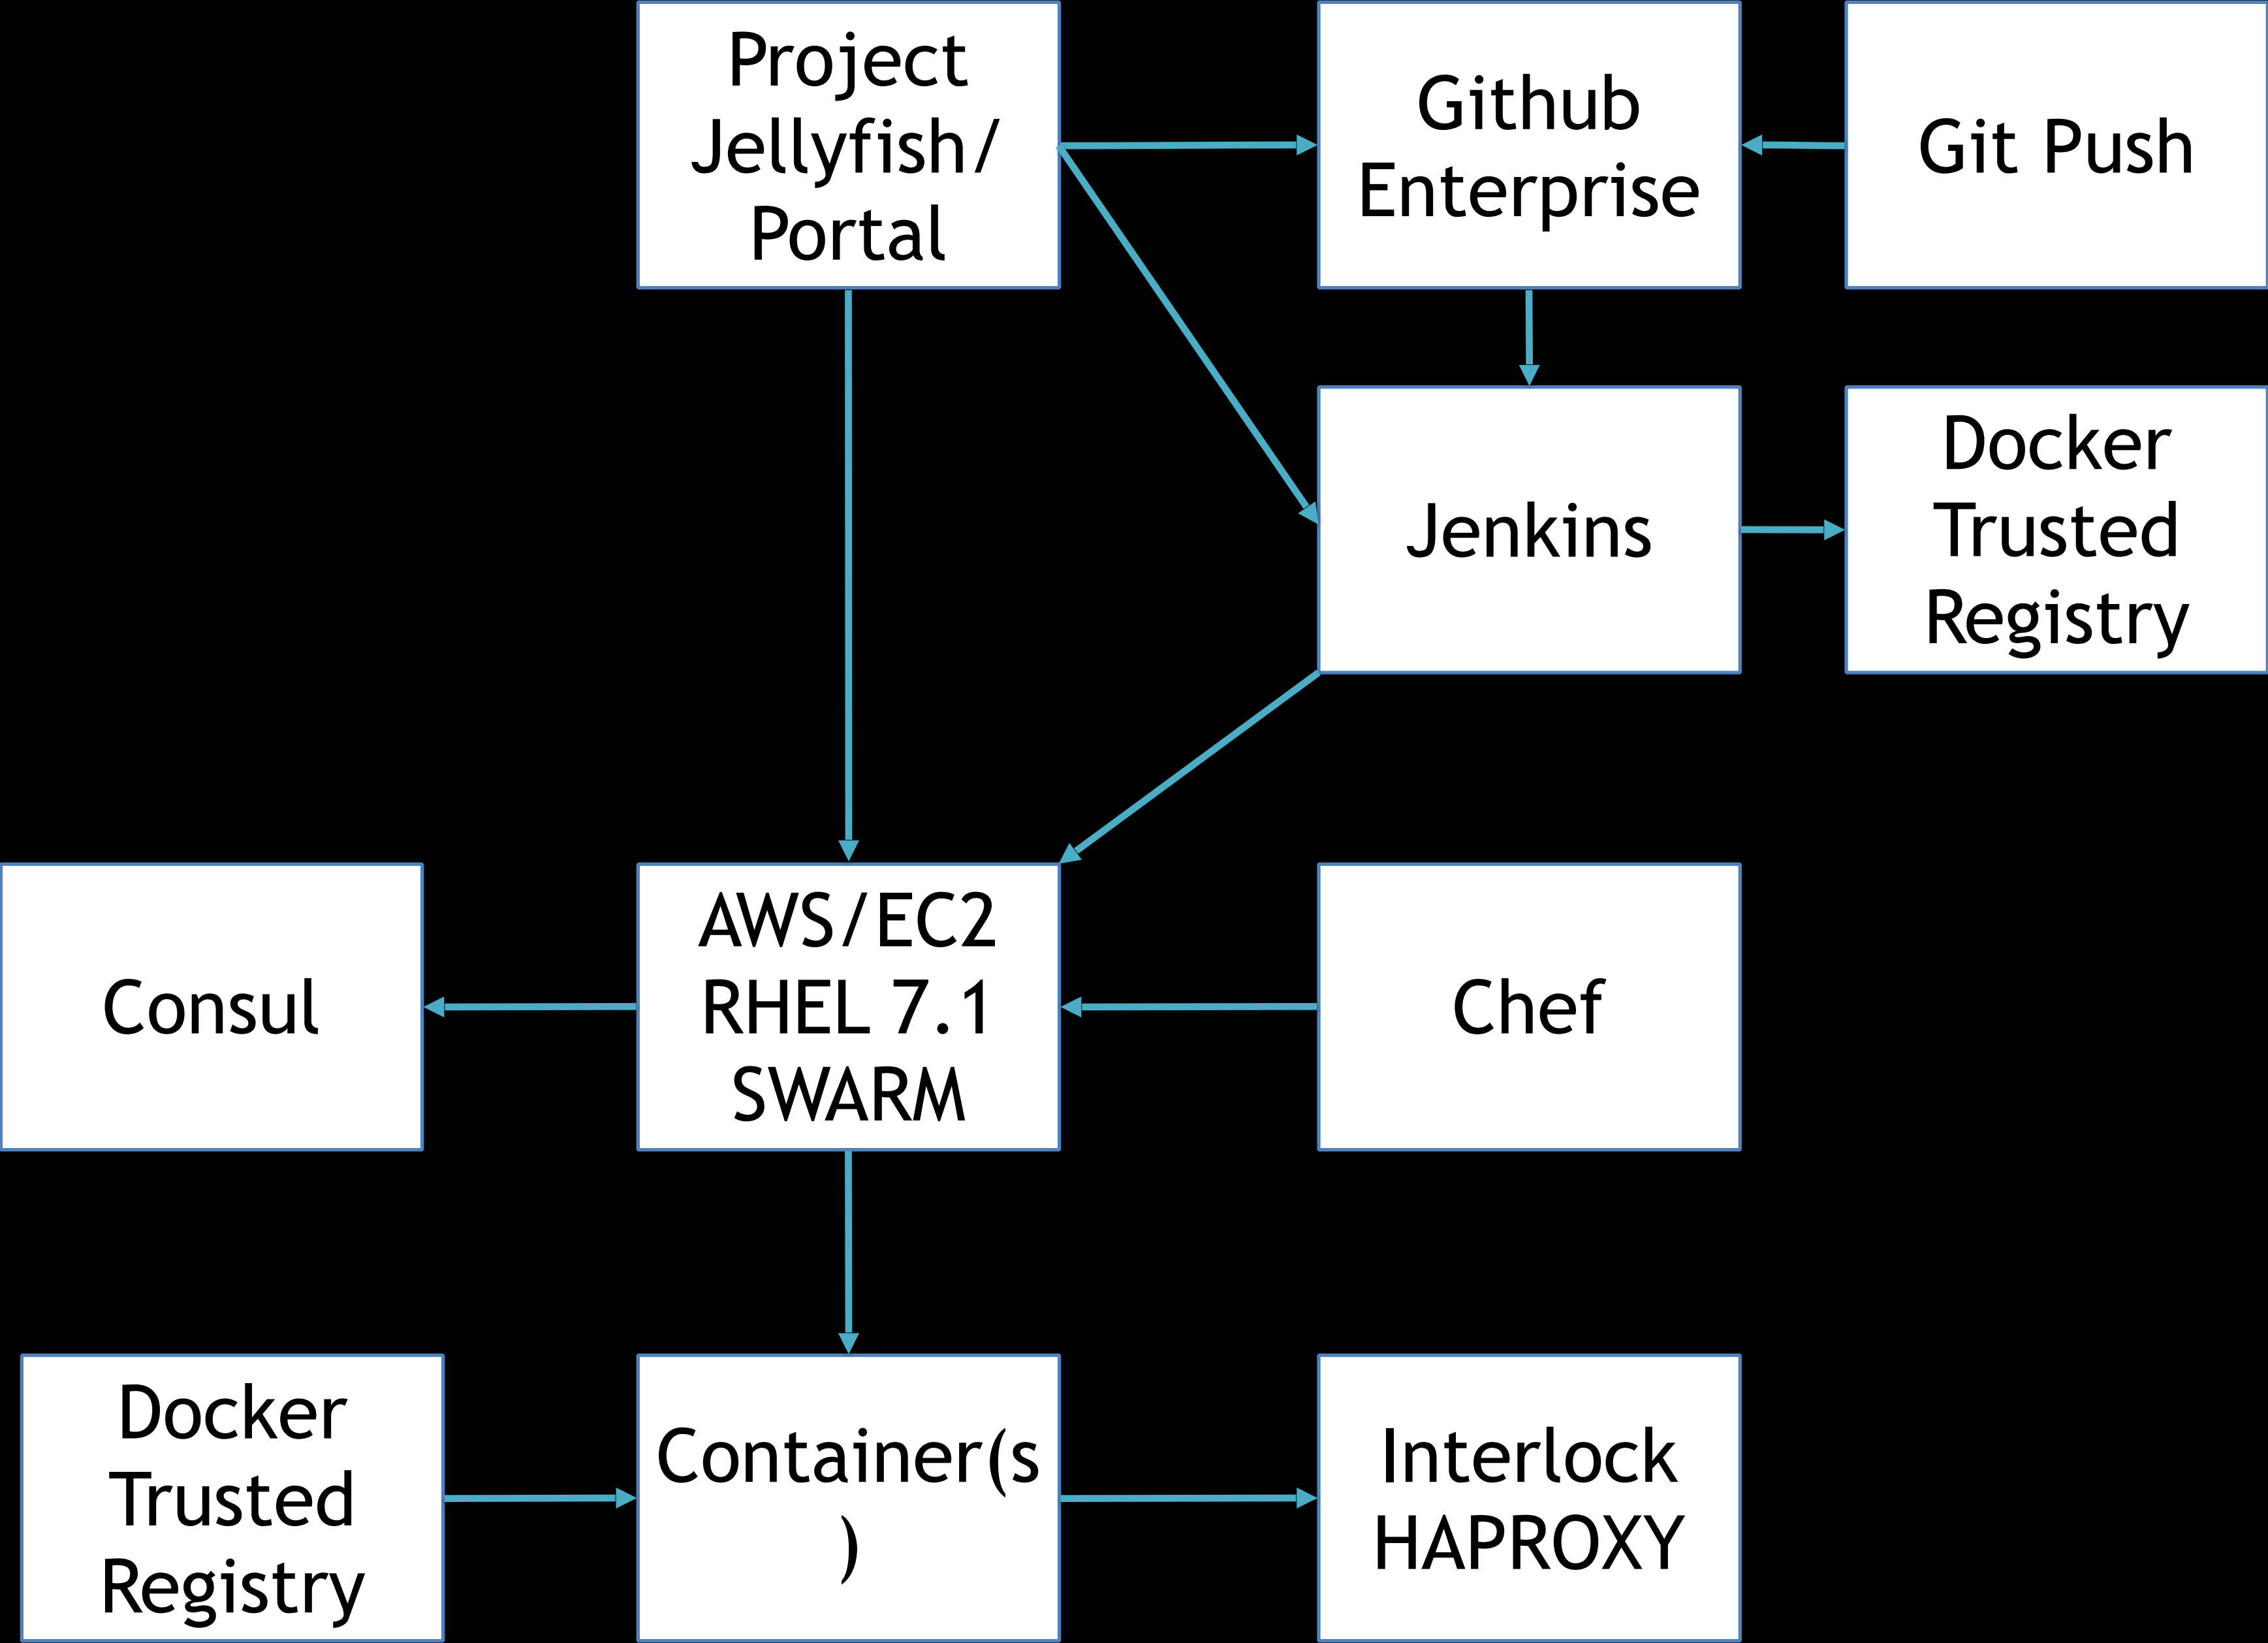 Project
Jellyfish/
Portal
Github
Enterprise
Git Push
Jenkins
Docker
Trusted
Registry
Consul
AWS/EC2
RHEL 7.1
SWARM
Chef
Docker
Trusted
Registry
Container(s
)
Interlock
HAPROXY